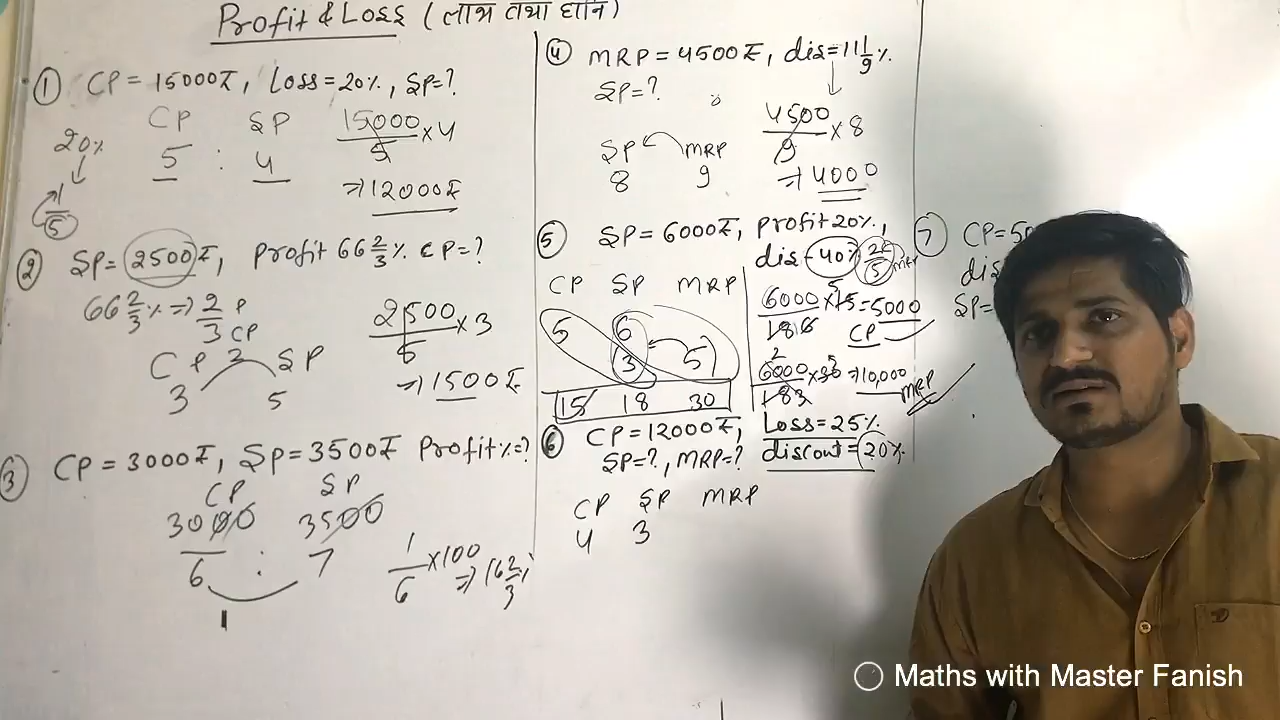 Profit & Loss (लाभ तथा हानि)
① CP = 15000₹, Loss = 20%, SP=?
20% CP SP 15000/5 × 4
1/5 5 : 4
⇒ 12000₹
② SP= 2500₹, Profit 66 2/3% CP=?
66 2/3% ⇒ 2/3 P CP
2500/5 × 3
CP 2 SP
3 5
⇒ 1500₹
③ CP = 3000₹, SP = 3500₹ Profit%=?
CP SP
3000 3500
6 : 7
1
1/6 × 100 ⇒ 16 2/3%
④ MRP = 4500₹, dis = 11 1/9%.
SP=?
4500/9 × 8
SP MRP
8 9
⇒ 4000
⑤ SP = 6000₹, Profit 20%,
dis - 40% 2/5 MRP
CP SP MRP
5 6
3 5
15 18 30
6000/18 × 15 = 5000
CP
⇒ 10,000
MRP
⑥ CP = 12000₹, Loss = 25%.
SP=?, MRP=? discount = 20%.
CP SP MRP
4 3
⑦ CP=50
dis
SP=
Maths with Master Fanish